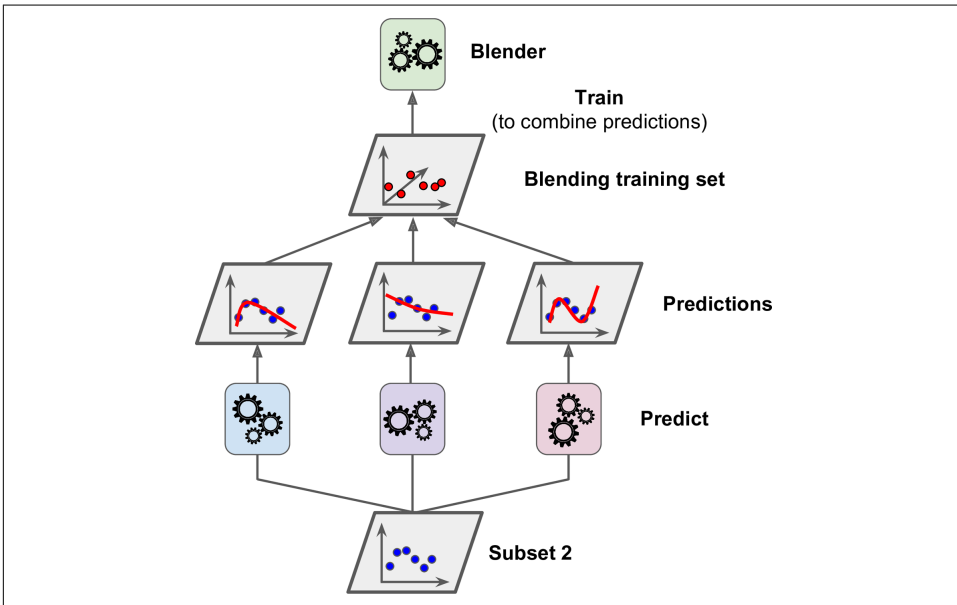 Blender
Train
(to combine predictions)
Blending training set
Predictions
Predict
Subset 2